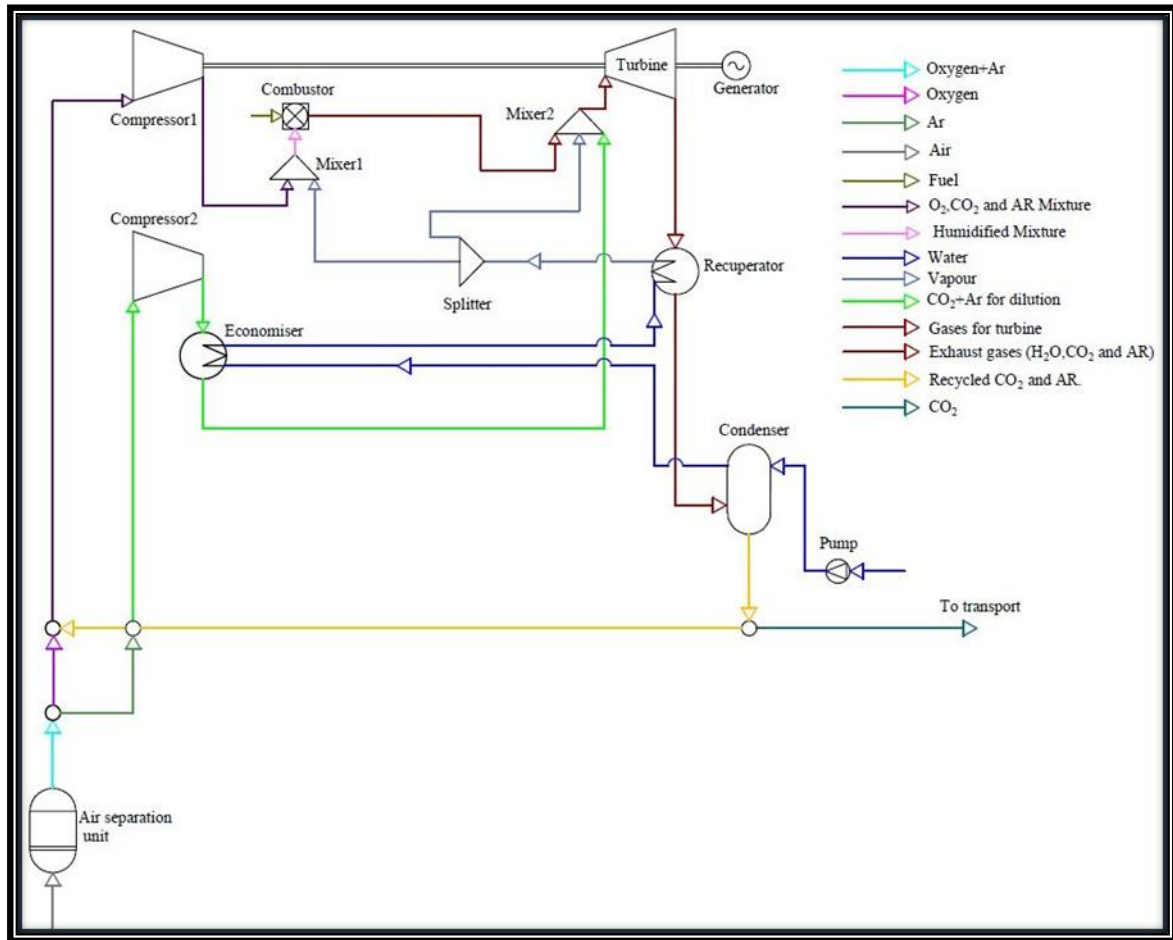 Turbine
Generator
Combustor
Mixer2
Compressor1
Mixer1
Compressor2
Recuperator
Splitter
Economiser
Condenser
Pump
To transport
Air separation
unit
Oxygen+Ar
Oxygen
Ar
Air
Fuel
O₂,CO₂ and AR Mixture
Humidified Mixture
Water
Vapour
CO₂+Ar for dilution
Gases for turbine
Exhaust gases (H₂O,CO₂ and AR)
Recycled CO₂ and AR.
CO₂